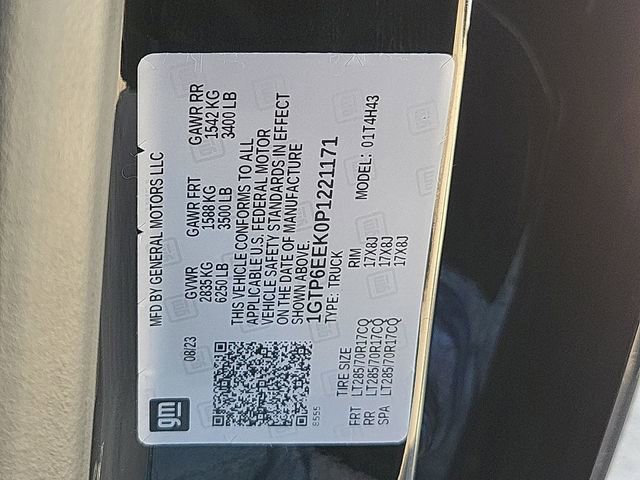 gm
MFD BY GENERAL MOTORS LLC
08/23
GVWR GAWR FRT GAWR RR
2835 KG 1588 KG 1542 KG
6250 LB 3500 LB 3400 LB
THIS VEHICLE CONFORMS TO ALL
APPLICABLE U.S. FEDERAL MOTOR
VEHICLE SAFETY STANDARDS IN EFFECT
ON THE DATE OF MANUFACTURE
SHOWN ABOVE.
1GTP6EEK0P1221171
TYPE: TRUCK
MODEL: 01T4H43
TIRE SIZE RIM
FRT LT285/70R17CQ 17X8J
RR LT285/70R17CQ 17X8J
SPA LT285/70R17CQ 17X8J